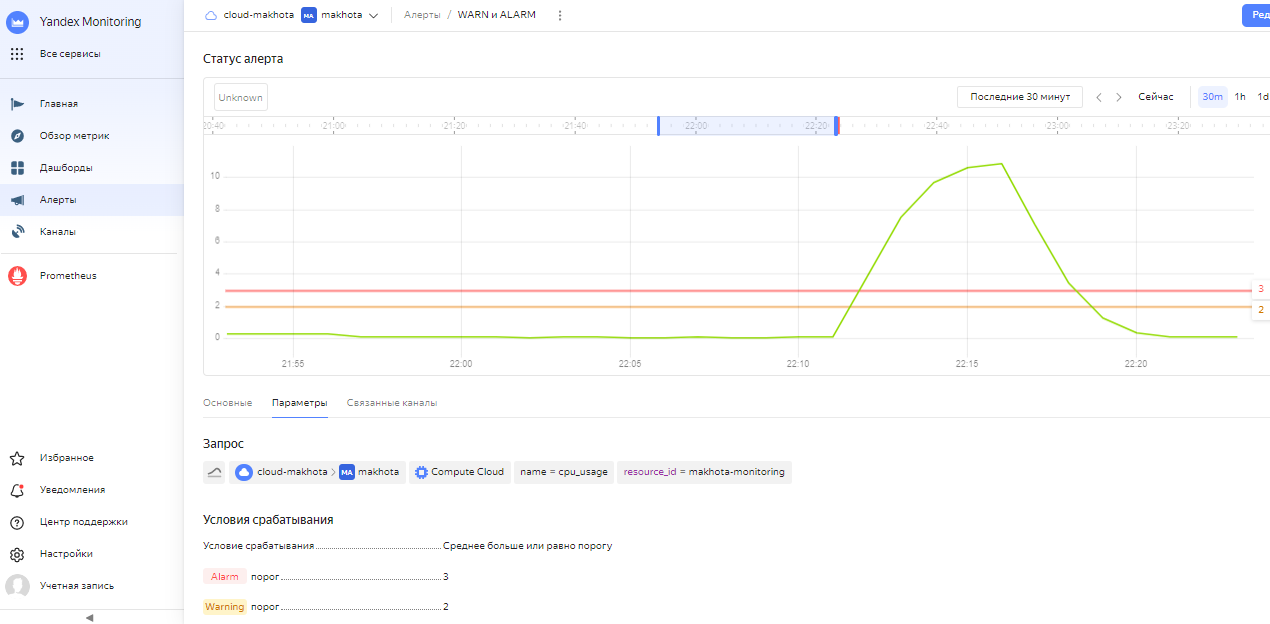 Yandex Monitoring
Все сервисы
Главная
Обзор метрик
Дашборды
Алерты
Каналы
Prometheus
Избранное
Уведомления
Центр поддержки
Настройки
Учетная запись
cloud-makhota MA makhota Алерты / WARN и ALARM
Ред
Статус алерта
Unknown
Последние 30 минут Сейчас 30m 1h 1d
20:40 21:00 21:20 21:40 22:00 22:20 22:40 23:00 23:20
10
8
6
4
2
0
3
2
21:55 22:00 22:05 22:10 22:15 22:20
Основные Параметры Связанные каналы
Запрос
cloud-makhota > MA makhota Compute Cloud name = cpu_usage resource_id = makhota-monitoring
Условия срабатывания
Условие срабатывания Среднее больше или равно порогу
Alarm порог 3
Warning порог 2